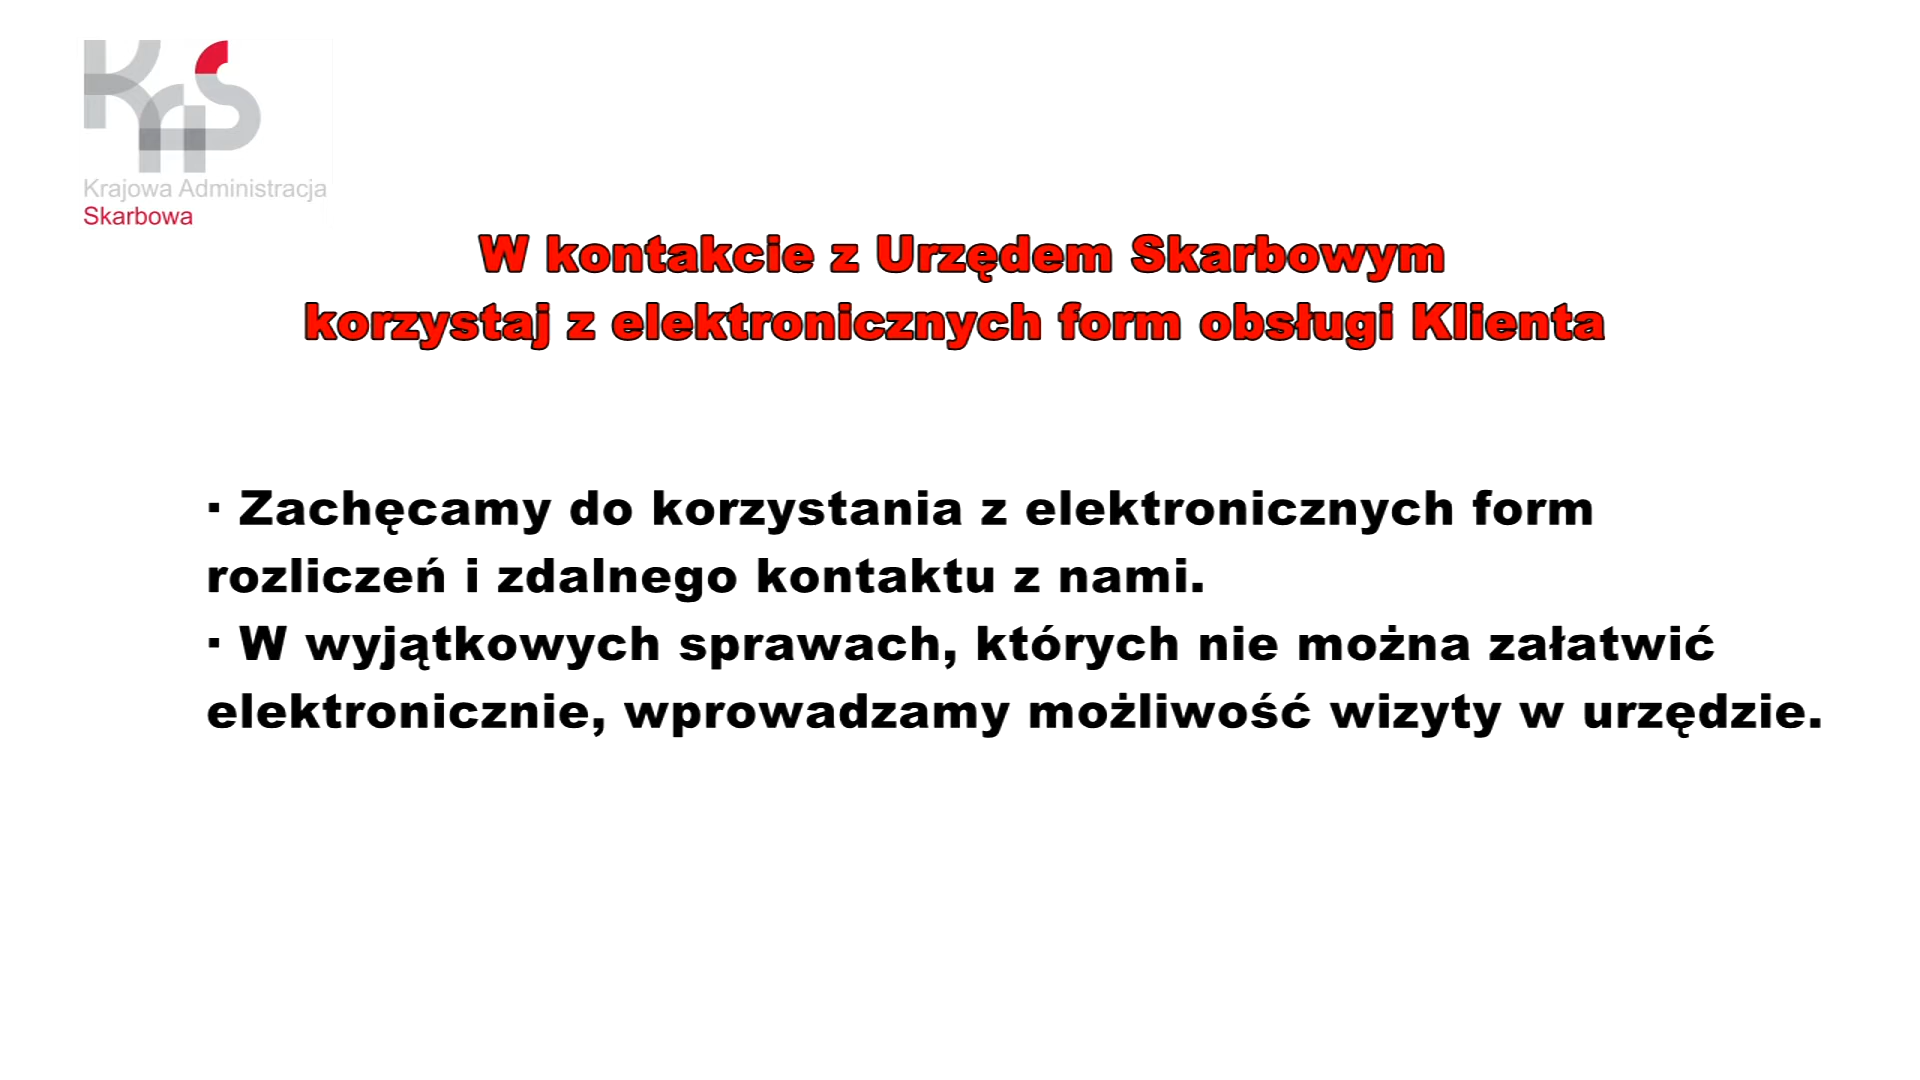 KAS
Krajowa Administracja
Skarbowa
W kontakcie z Urzędem Skarbowym
korzystaj z elektronicznych form obsługi Klienta
· Zachęcamy do korzystania z elektronicznych form
rozliczeń i zdalnego kontaktu z nami.
· W wyjątkowych sprawach, których nie można załatwić
elektronicznie, wprowadzamy możliwość wizyty w urzędzie.